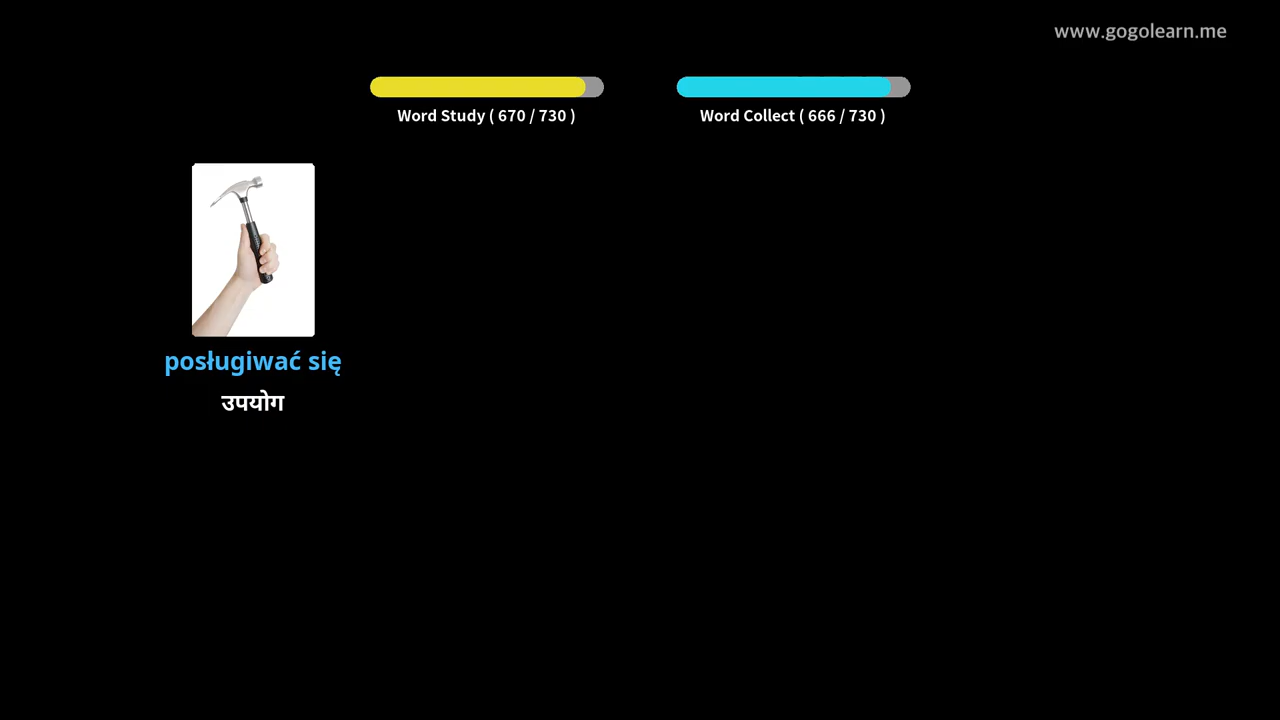 www.gogolearn.me
Word Study ( 670 / 730 )
Word Collect ( 666 / 730 )
posługiwać się
उपयोग